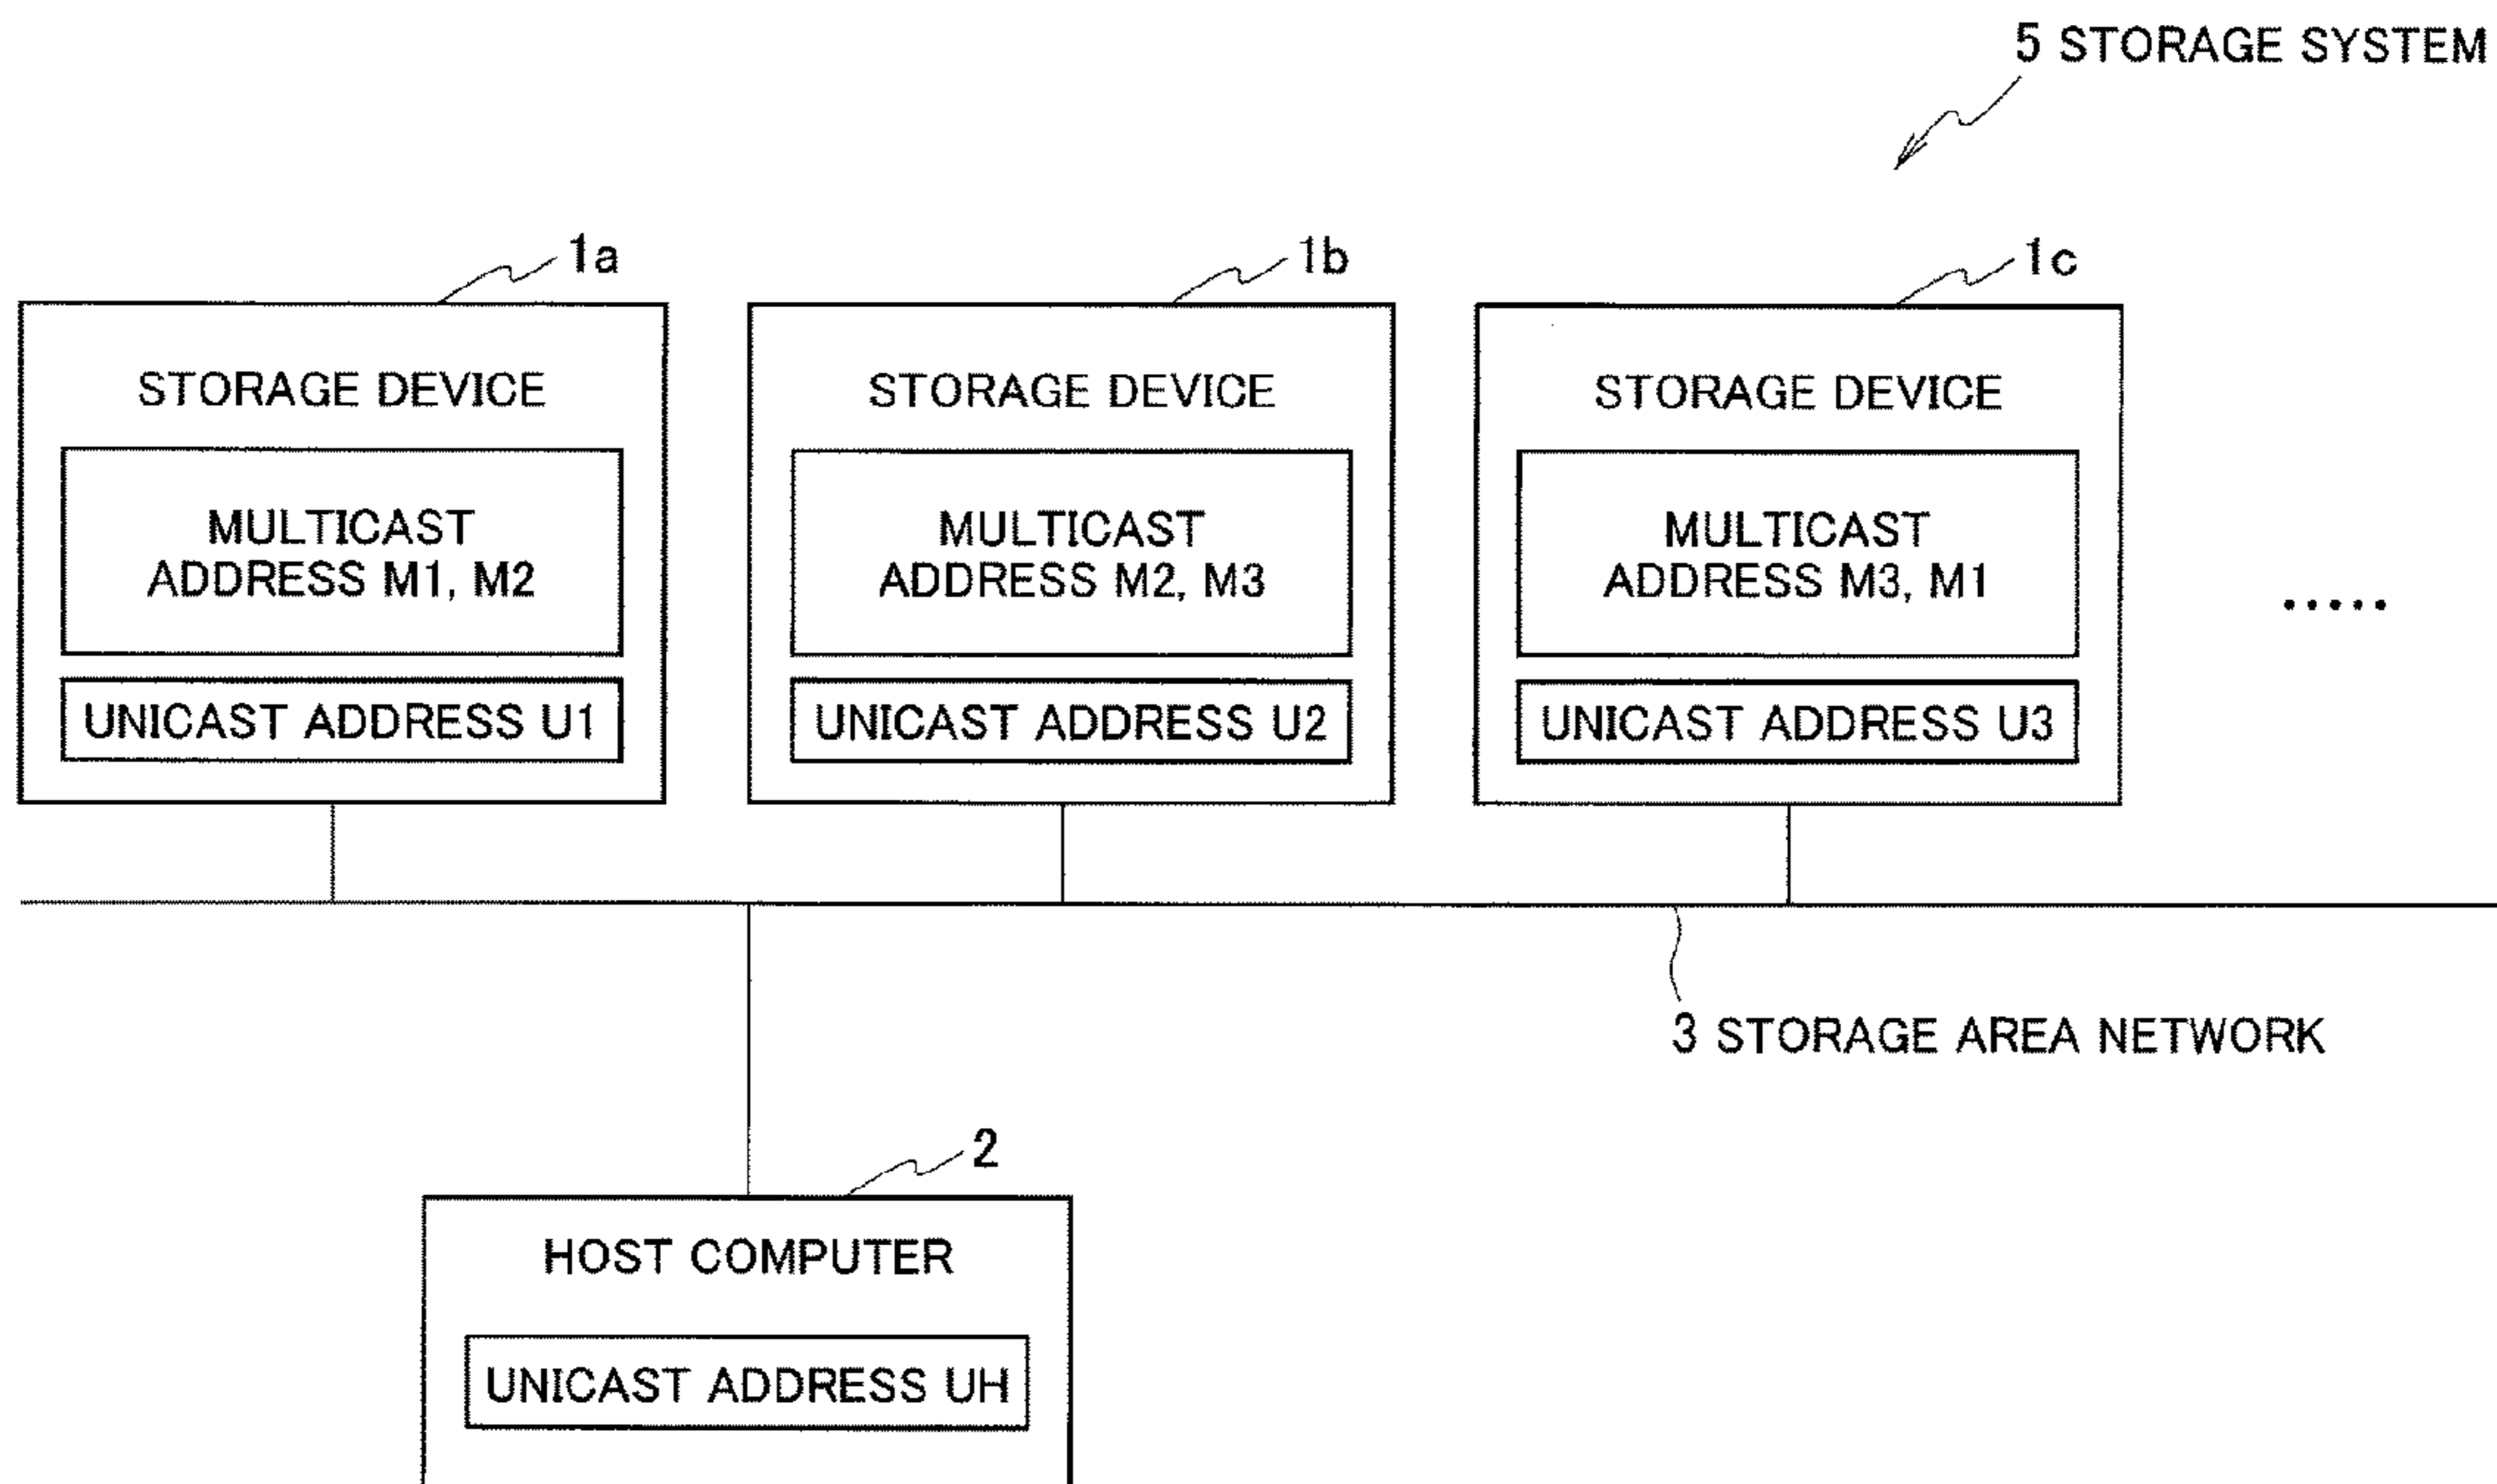 5 STORAGE SYSTEM
1a
1b
1c
STORAGE DEVICE
MULTICAST
ADDRESS M1, M2
UNICAST ADDRESS U1
STORAGE DEVICE
MULTICAST
ADDRESS M2, M3
UNICAST ADDRESS U2
STORAGE DEVICE
MULTICAST
ADDRESS M3, M1
UNICAST ADDRESS U3
.....
3 STORAGE AREA NETWORK
2
HOST COMPUTER
UNICAST ADDRESS UH